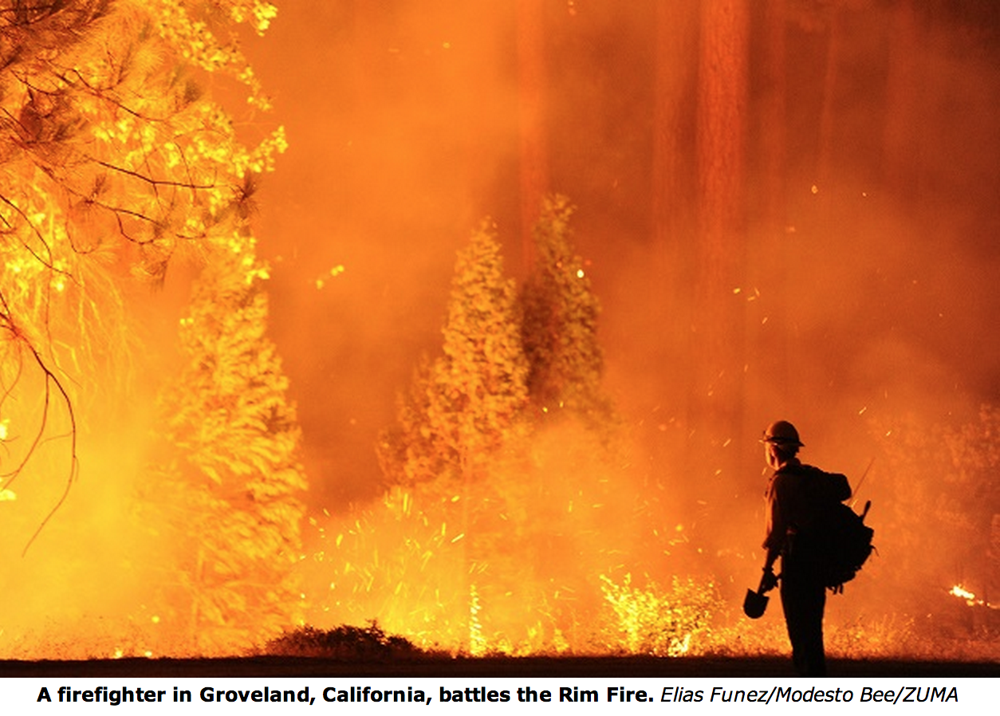 A firefighter in Groveland, California, battles the Rim Fire. Elias Funez/Modesto Bee/ZUMA